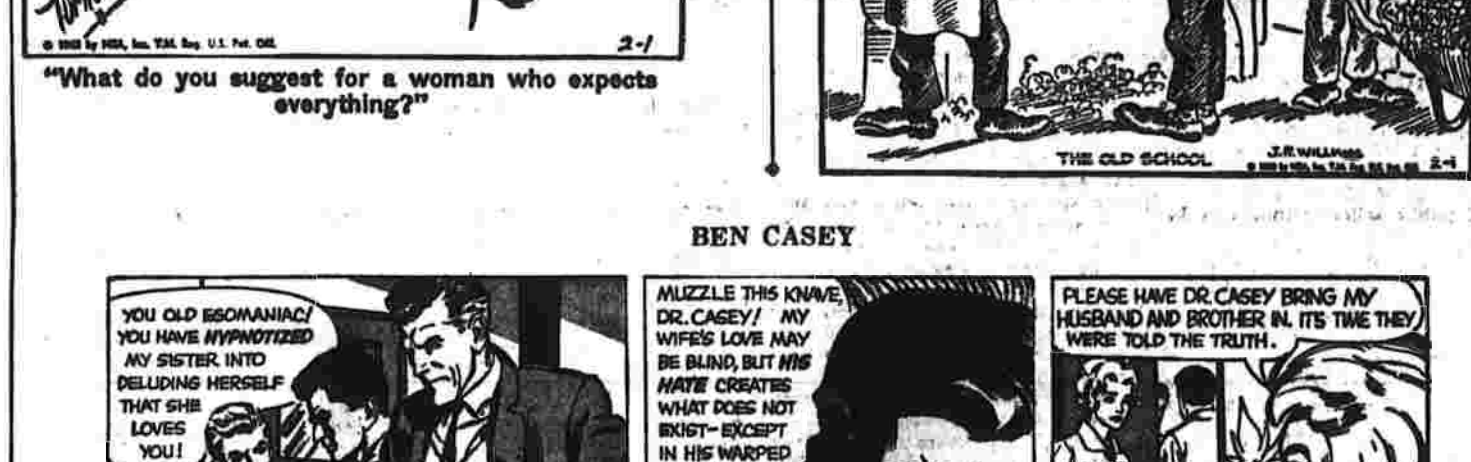 © 1963 by NEA, Inc. T.M. Reg. U.S. Pat. Off.
2-1
"What do you suggest for a woman who expects
everything?"
THE OLD SCHOOL
J.R. WILLIAMS
2-1
BEN CASEY
YOU OLD EGOMANIAC!
YOU HAVE HYPNOTIZED
MY SISTER INTO
DELUDING HERSELF
THAT SHE
LOVES
YOU!
MUZZLE THIS KNAVE,
DR. CASEY! MY
WIFE'S LOVE MAY
BE BLIND, BUT HIS
HATE CREATES
WHAT DOES NOT
EXIST-EXCEPT
IN HIS WARPED
PLEASE HAVE DR. CASEY BRING MY
HUSBAND AND BROTHER IN. IT'S TIME THEY
WERE TOLD THE TRUTH.